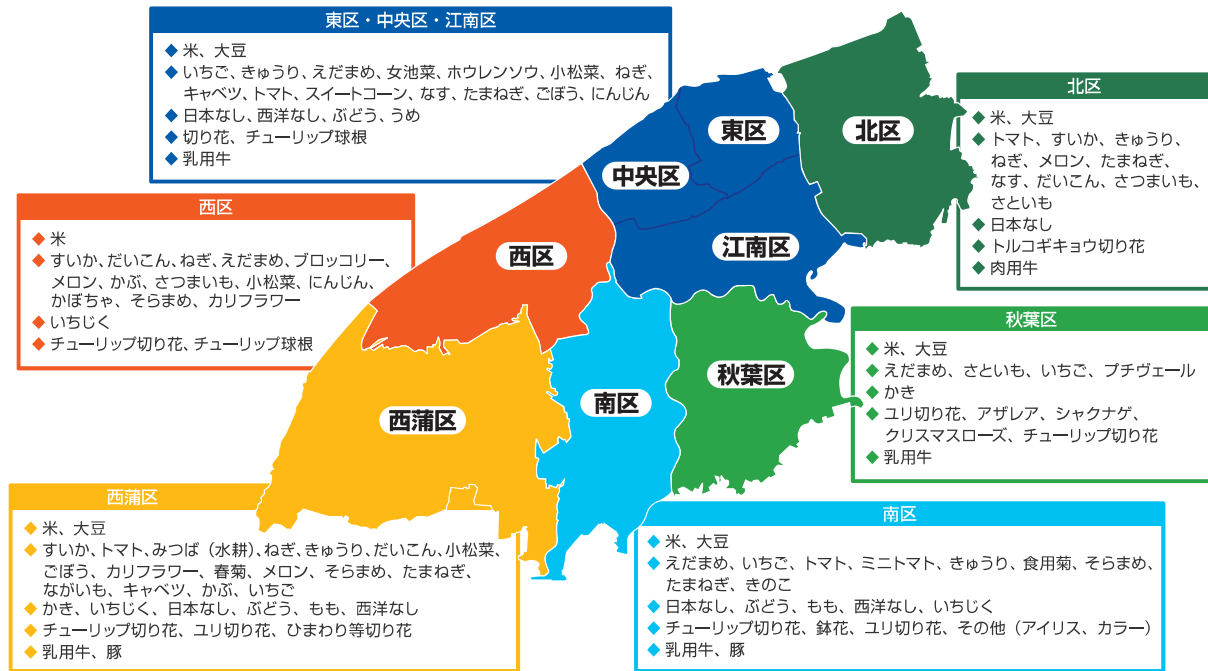 東区・中央区・江南区
◆ 米、大豆
◆ いちご、きゅうり、えだまめ、女池菜、ホウレンソウ、小松菜、ねぎ、
キャベツ、トマト、スイートコーン、なす、たまねぎ、ごぼう、にんじん
◆ 日本なし、西洋なし、ぶどう、うめ
◆ 切り花、チューリップ球根
◆ 乳用牛
北区
◆ 米、大豆
◆ トマト、すいか、きゅうり、
ねぎ、メロン、たまねぎ、
なす、だいこん、さつまいも、
さといも
◆ 日本なし
◆ トルコギキョウ切り花
◆ 肉用牛
西区
◆ 米
◆ すいか、だいこん、ねぎ、えだまめ、ブロッコリー、
メロン、かぶ、さつまいも、小松菜、にんじん、
かぼちゃ、そらまめ、カリフラワー
◆ いちじく
◆ チューリップ切り花、チューリップ球根
東区
北区
中央区
江南区
西区
秋葉区
南区
西蒲区
秋葉区
◆ 米、大豆
◆ えだまめ、さといも、いちご、プチヴェール
◆ かき
◆ ユリ切り花、アザレア、シャクナゲ、
クリスマスローズ、チューリップ切り花
◆ 乳用牛
西蒲区
◆ 米、大豆
◆ すいか、トマト、みつば（水耕）、ねぎ、きゅうり、だいこん、小松菜、
ごぼう、カリフラワー、春菊、メロン、そらまめ、たまねぎ、
ながいも、キャベツ、かぶ、いちご
◆ かき、いちじく、日本なし、ぶどう、もも、西洋なし
◆ チューリップ切り花、ユリ切り花、ひまわり等切り花
◆ 乳用牛、豚
南区
◆ 米、大豆
◆ えだまめ、いちご、トマト、ミニトマト、きゅうり、食用菊、そらまめ、
たまねぎ、きのこ
◆ 日本なし、ぶどう、もも、西洋なし、いちじく
◆ チューリップ切り花、鉢花、ユリ切り花、その他（アイリス、カラー）
◆ 乳用牛、豚